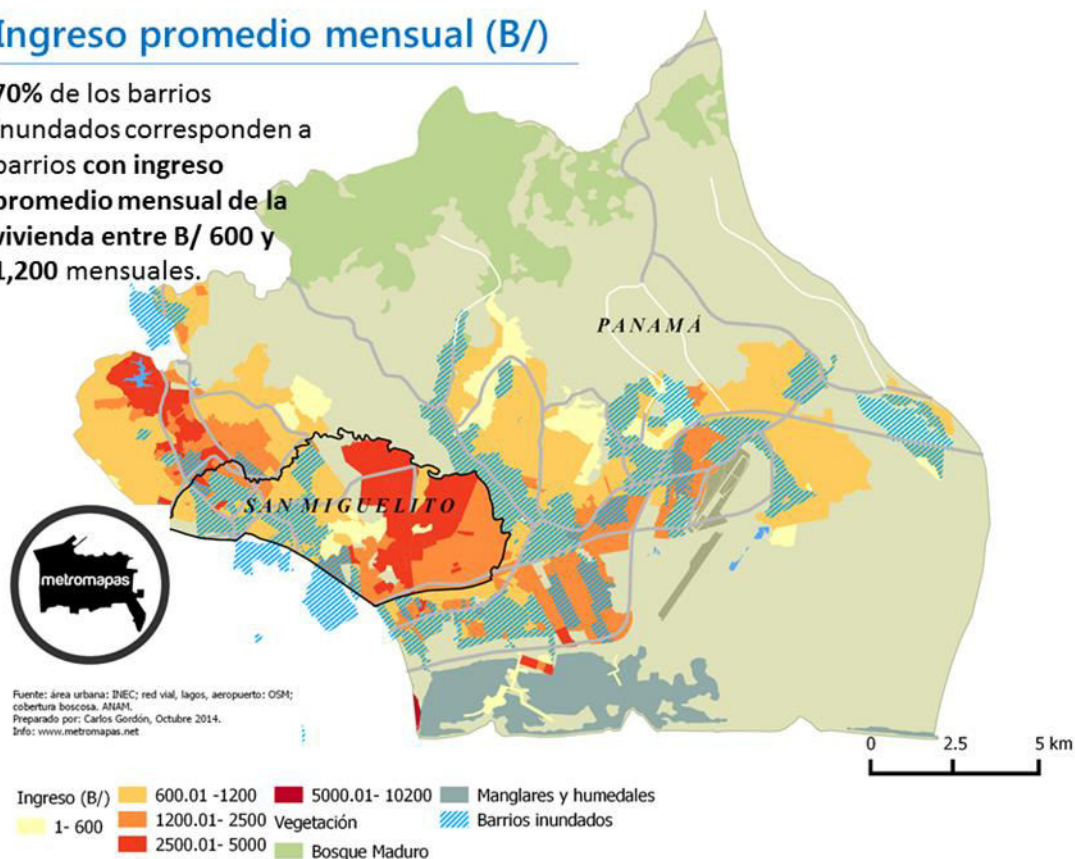 Ingreso promedio mensual (B/)
70% de los barrios
inundados corresponden a
barrios con ingreso
promedio mensual de la
vivienda entre B/ 600 y
1,200 mensuales.
PANAMÁ
SAN MIGUELITO
metromapas
Fuente: área urbana: INEC; red vial, lagos, aeropuerto: OSM;
cobertura boscosa. ANAM.
Preparado por: Carlos Gordón, Octubre 2014.
Info: www.metromapas.net
0 2.5 5 km
Ingreso (B/)
1- 600
600.01 -1200
1200.01- 2500
2500.01- 5000
5000.01- 10200
Vegetación
Bosque Maduro
Manglares y humedales
Barrios inundados